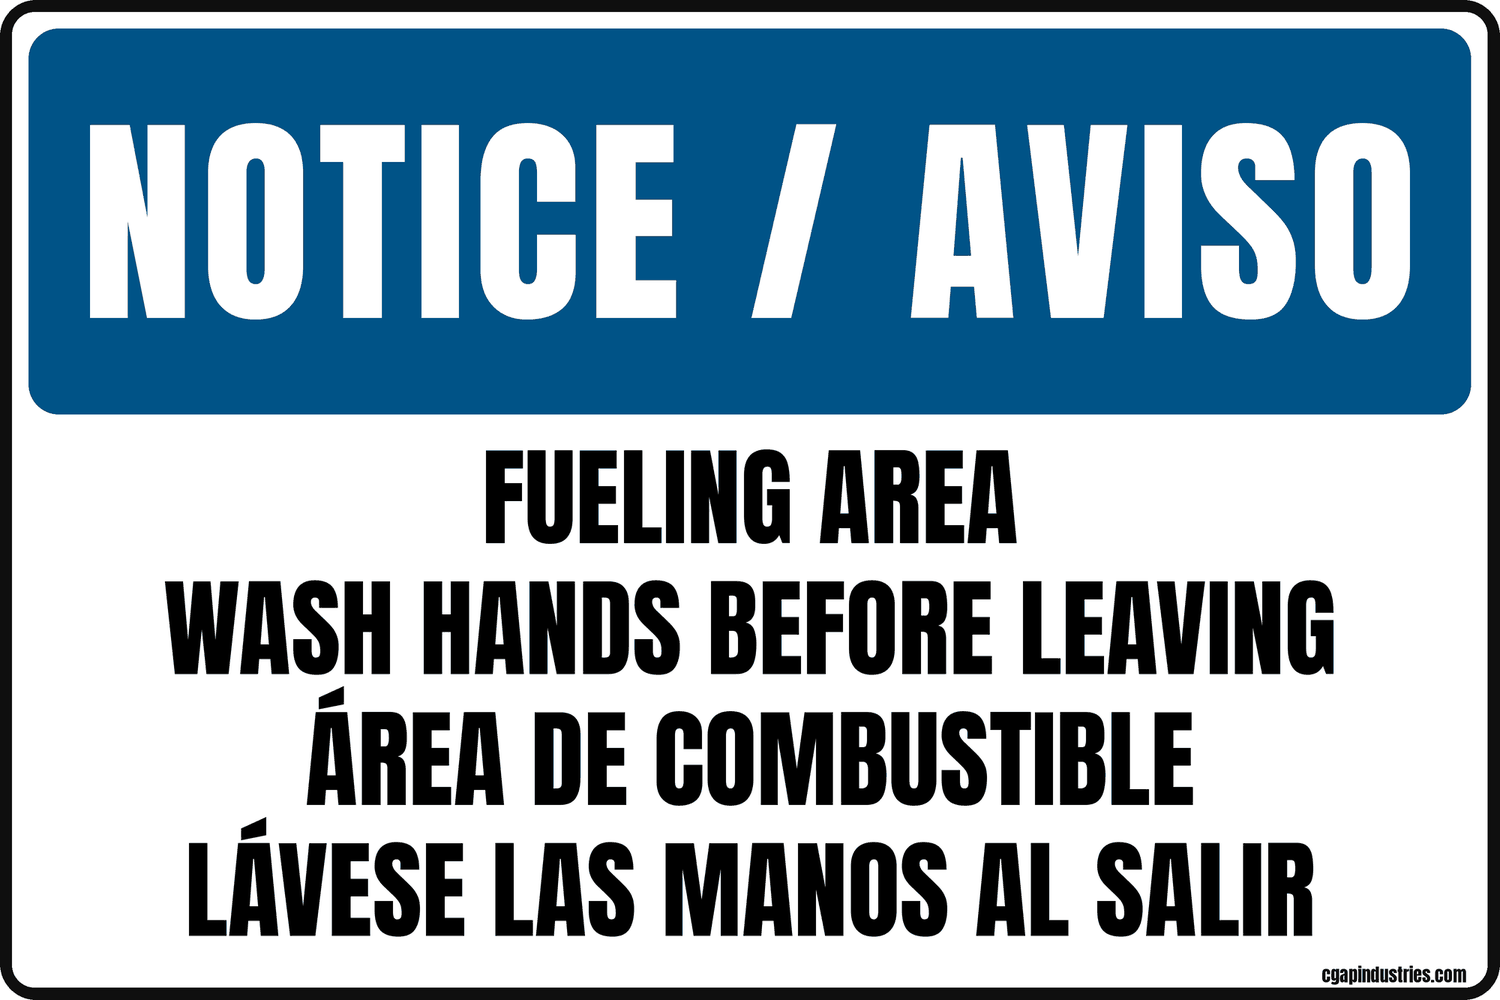 NOTICE / AVISO
FUELING AREA
WASH HANDS BEFORE LEAVING
ÁREA DE COMBUSTIBLE
LÁVESE LAS MANOS AL SALIR
cgapindustries.com